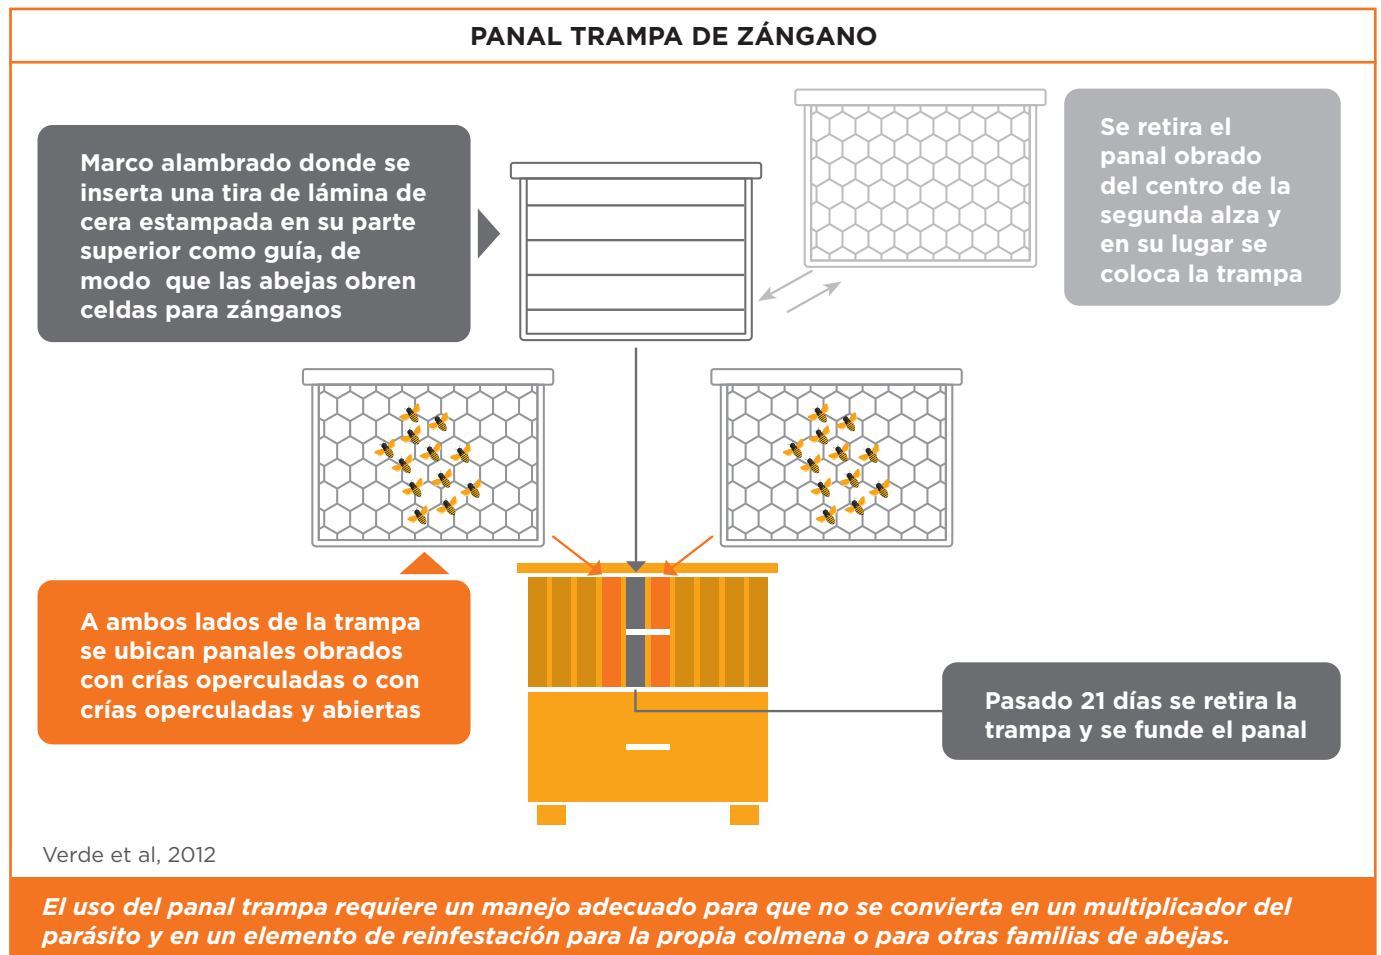 PANAL TRAMPA DE ZÁNGANO
Marco alambrado donde se
inserta una tira de lámina de
cera estampada en su parte
superior como guía, de
modo  que las abejas obren
celdas para zánganos
Se retira el
panal obrado
del centro de la
segunda alza y
en su lugar se
coloca la trampa
A ambos lados de la trampa
se ubican panales obrados
con crías operculadas o con
crías operculadas y abiertas
Pasado 21 días se retira la
trampa y se funde el panal
Verde et al, 2012
El uso del panal trampa requiere un manejo adecuado para que no se convierta en un multiplicador del
parásito y en un elemento de reinfestación para la propia colmena o para otras familias de abejas.